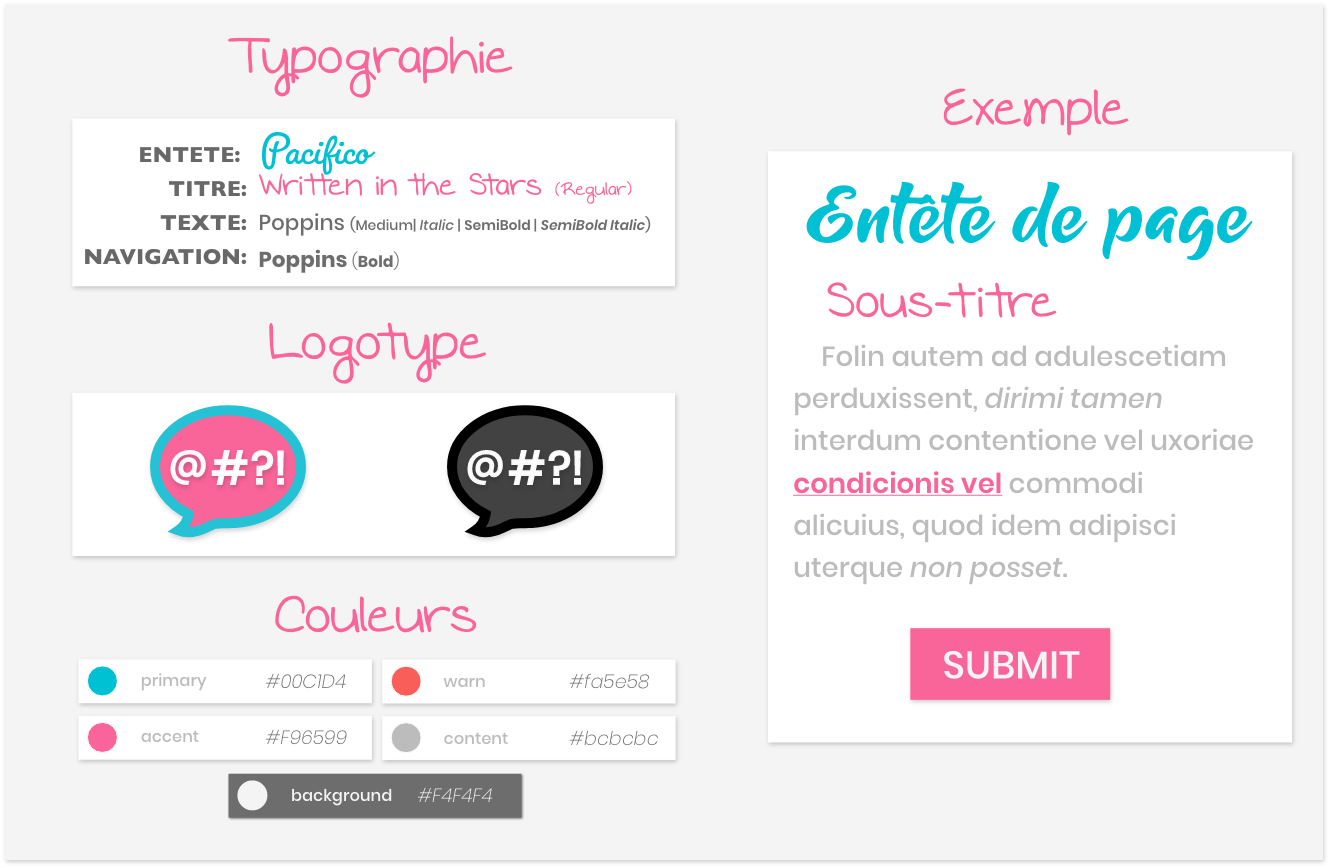 Typographie
ENTETE: Pacifico
TITRE: Written in the Stars (Regular)
TEXTE: Poppins (Medium| Italic | SemiBold | SemiBold Italic)
NAVIGATION: Poppins (Bold)
Logotype
@#?! @#?!
Couleurs
primary #00C1D4 warn #fa5e58
accent #F96599 content #bcbcbc
background #F4F4F4
Exemple
Entête de page
Sous-titre
Folin autem ad adulescetiam
perduxissent, dirimi tamen
interdum contentione vel uxoriae
condicionis vel commodi
alicuius, quod idem adipisci
uterque non posset.
SUBMIT